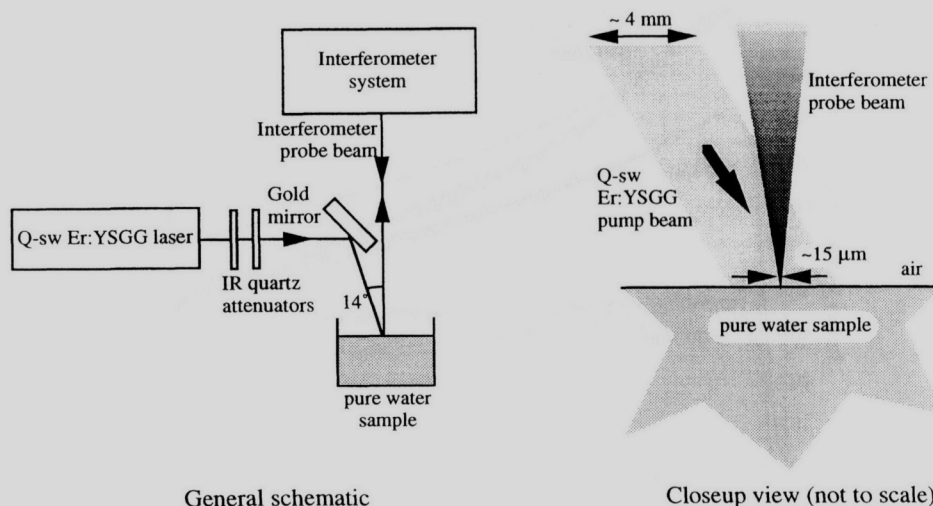 Interferometer
system
Interferometer
probe beam
Gold
mirror
Q-sw Er:YSGG laser
IR quartz
attenuators
14°
pure water
sample
General schematic
~ 4 mm
Interferometer
probe beam
Q-sw
Er:YSGG
pump beam
~15 µm
air
pure water sample
Closeup view (not to scale)